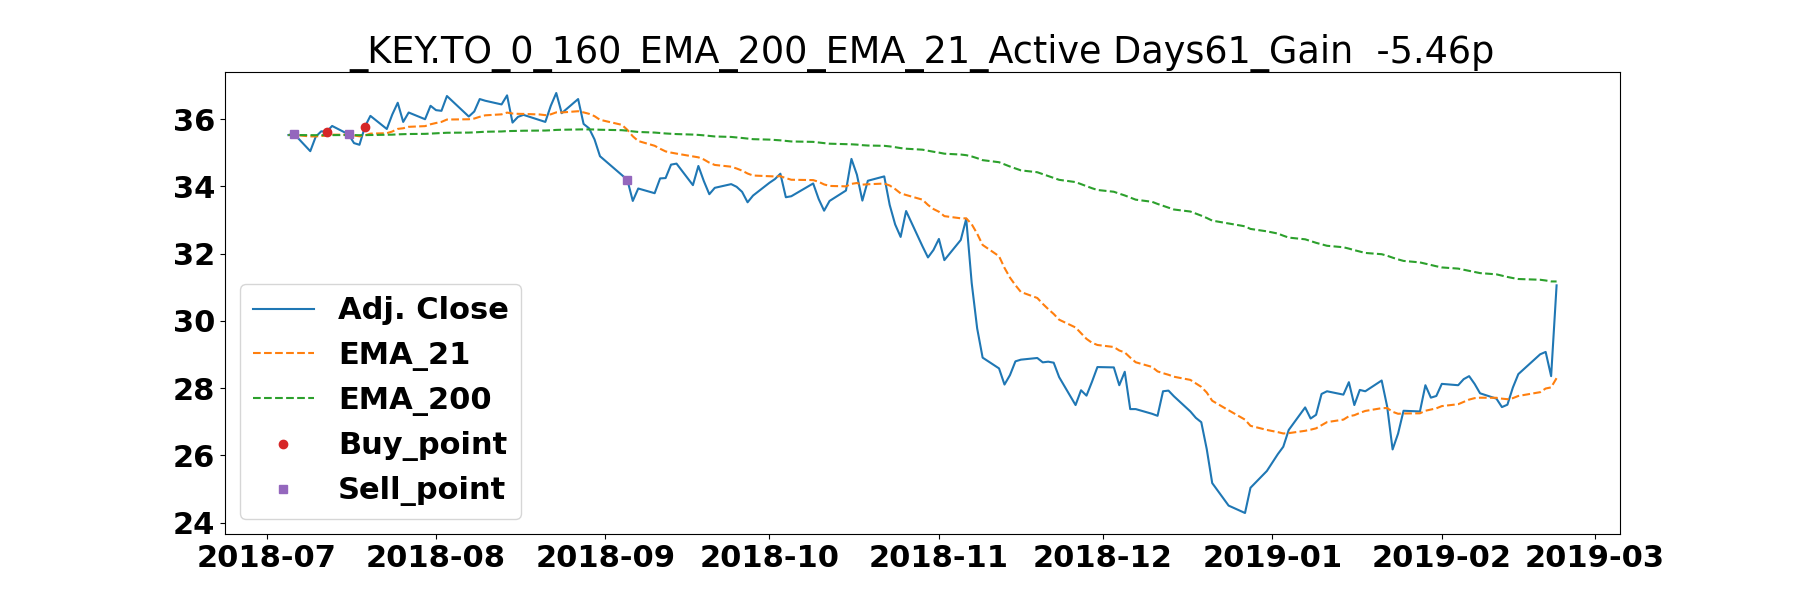 _KEY.TO_0_160_EMA_200_EMA_21_Active Days61_Gain  -5.46p
36
34
32
30
28
26
24
Adj. Close
EMA_21
EMA_200
Buy_point
Sell_point
2018-07 2018-08 2018-09 2018-10 2018-11 2018-12 2019-01 2019-02 2019-03